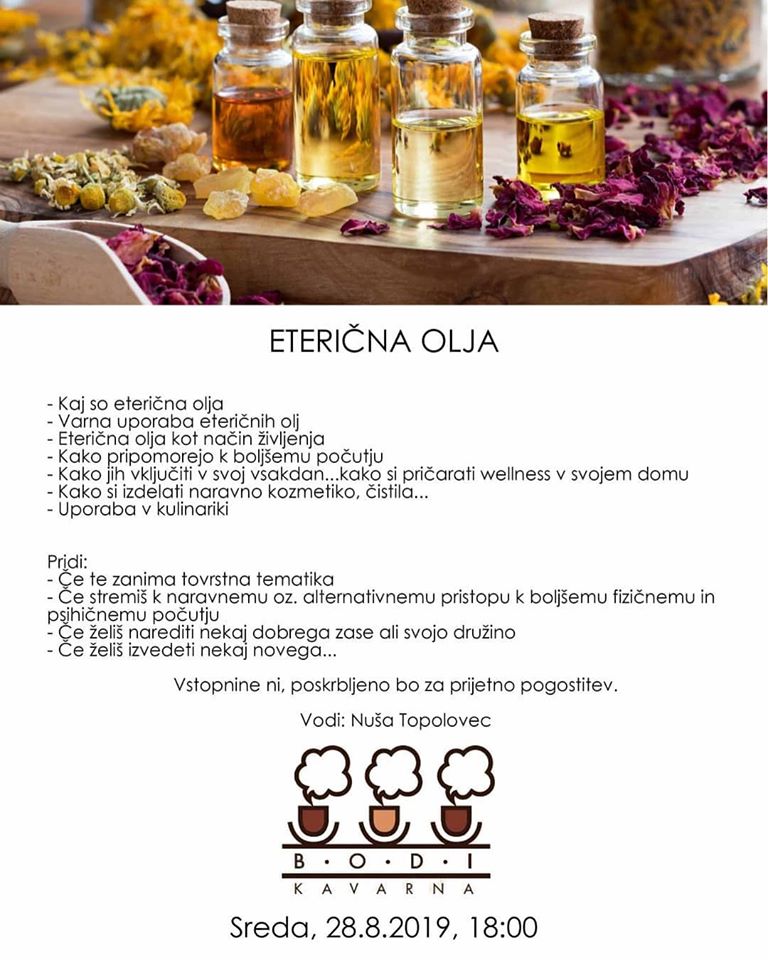 ETERIČNA OLJA
- Kaj so eterična olja
- Varna uporaba eteričnih olj
- Eterična olja kot način življenja
- Kako pripomorejo k boljšemu počutju
- Kako jih vključiti v svoj vsakdan...kako si pričarati wellness v svojem domu
- Kako si izdelati naravno kozmetiko, čistila...
- Uporaba v kulinariki
Pridi:
- Če te zanima tovrstna tematika
- Če stremiš k naravnemu oz. alternativnemu pristopu k boljšemu fizičnemu in
psihičnemu počutju
- Če želiš narediti nekaj dobrega zase ali svojo družino
- Če želiš izvedeti nekaj novega...
Vstopnine ni, poskrbljeno bo za prijetno pogostitev.
Vodi: Nuša Topolovec
B · O · D · I
KAVARNA
Sreda, 28.8.2019, 18:00